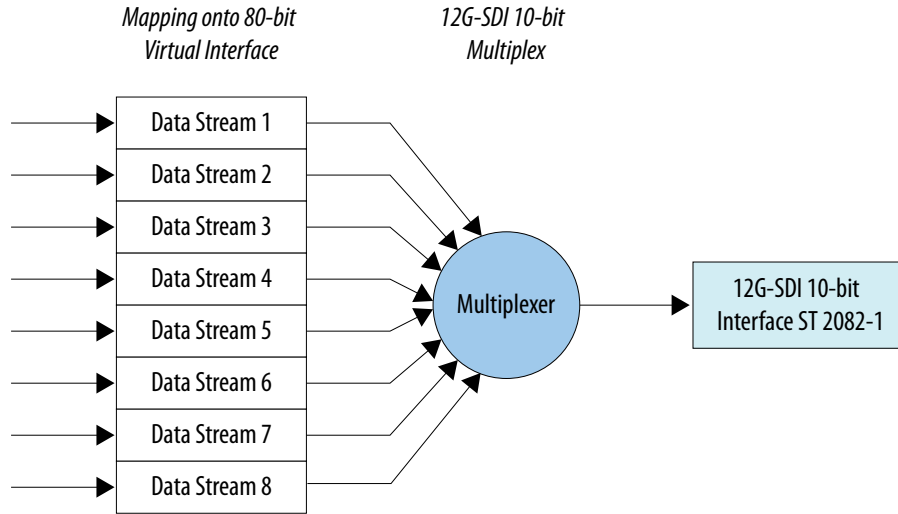 Mapping onto 80-bit
Virtual Interface
12G-SDI 10-bit
Multiplex
Data Stream 1
Data Stream 2
Data Stream 3
Data Stream 4
Data Stream 5
Data Stream 6
Data Stream 7
Data Stream 8
Multiplexer
12G-SDI 10-bit
Interface ST 2082-1